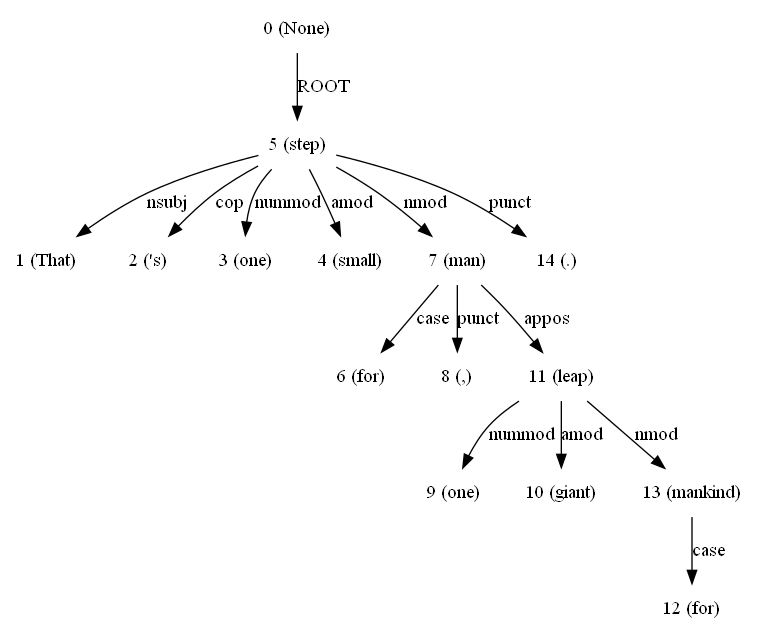 0 (None)
ROOT
5 (step)
nsubj cop nummod amod nmod punct
1 (That) 2 ('s) 3 (one) 4 (small) 7 (man) 14 (.)
case punct appos
6 (for) 8 (,) 11 (leap)
nummod amod nmod
9 (one) 10 (giant) 13 (mankind)
case
12 (for)